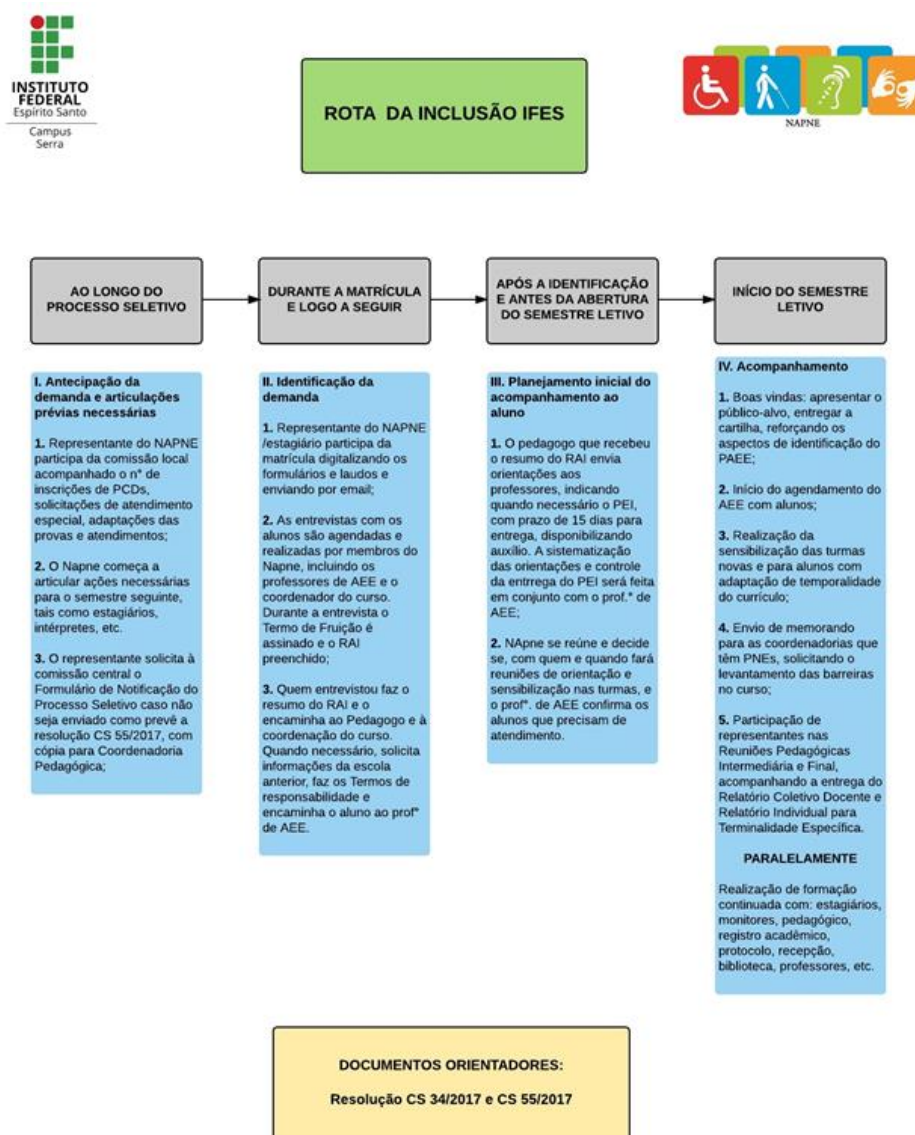 INSTITUTO
FEDERAL
Espírito Santo
Campus
Serra
ROTA DA INCLUSÃO IFES
NAPNE
AO LONGO DO
PROCESSO SELETIVO
DURANTE A MATRÍCULA
E LOGO A SEGUIR
APÓS A IDENTIFICAÇÃO
E ANTES DA ABERTURA
DO SEMESTRE LETIVO
INÍCIO DO SEMESTRE
LETIVO
I. Antecipação da
demanda e articulações
prévias necessárias
1. Representante do NAPNE
participa da comissão local
acompanhado o n° de
inscrições de PCDs,
solicitações de atendimento
especial, adaptações das
provas e atendimentos;
2. O Napne começa a
articular ações necessárias
para o semestre seguinte,
tais como estagiários,
intérpretes, etc.
3. O representante solicita à
comissão central o
Formulário de Notificação do
Processo Seletivo caso não
seja enviado como prevê a
resolução CS 55/2017, com
cópia para Coordenadoria
Pedagógica;
II. Identificação da
demanda
1. Representante do NAPNE
/estagiário participa da
matrícula digitalizando os
formulários e laudos e
enviando por email;
2. As entrevistas com os
alunos são agendadas e
realizadas por membros do
Napne, incluindo os
professores de AEE e o
coordenador do curso.
Durante a entrevista o
Termo de Fruição é
assinado e o RAI
preenchido;
3. Quem entrevistou faz o
resumo do RAI e o
encaminha ao Pedagogo e à
coordenação do curso.
Quando necessário, solicita
informações da escola
anterior, faz os Termos de
responsabilidade e
encaminha o aluno ao prof°
de AEE.
III. Planejamento inicial do
acompanhamento ao
aluno
1. O pedagogo que recebeu
o resumo do RAI envia
orientações aos
professores, indicando
quando necessário o PEI,
com prazo de 15 dias para
entrega, disponibilizando
auxílio. A sistematização
das orientações e controle
da entrrega do PEI será feita
em conjunto com o prof.° de
AEE;
2. NApne se reúne e decide
se, com quem e quando fará
reuniões de orientação e
sensibilização nas turmas, e
o prof°. de AEE confirma os
alunos que precisam de
atendimento.
IV. Acompanhamento
1. Boas vindas: apresentar o
público-alvo, entregar a
cartilha, reforçando os
aspectos de identificação do
PAEE;
2. Início do agendamento do
AEE com alunos;
3. Realização da
sensibilização das turmas
novas e para alunos com
adaptação de temporalidade
do currículo;
4. Envio de memorando
para as coordenadorias que
têm PNEs, solicitando o
levantamento das barreiras
no curso;
5. Participação de
representantes nas
Reuniões Pedagógicas
Intermediária e Final,
acompanhando a entrega do
Relatório Coletivo Docente e
Relatório Individual para
Terminalidade Específica.
PARALELAMENTE
Realização de formação
continuada com: estagiários,
monitores, pedagógico,
registro acadêmico,
protocolo, recepção,
biblioteca, professores, etc.
DOCUMENTOS ORIENTADORES:
Resolução CS 34/2017 e CS 55/2017